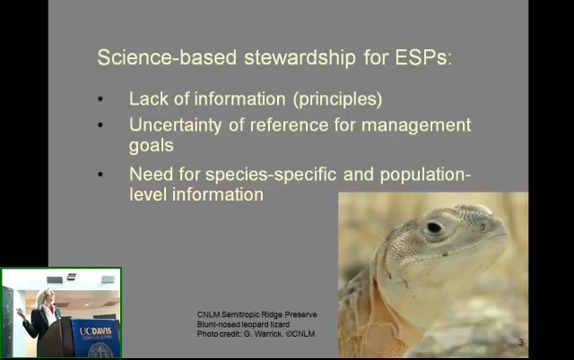 Science-based stewardship for ESPs:
• Lack of information (principles)
• Uncertainty of reference for management
goals
• Need for species-specific and population-
level information
CNLM Semitropic Ridge Preserve
Blunt-nosed leopard lizard
Photo credit: G. Warrick. ©CNLM
3
UC DAVIS